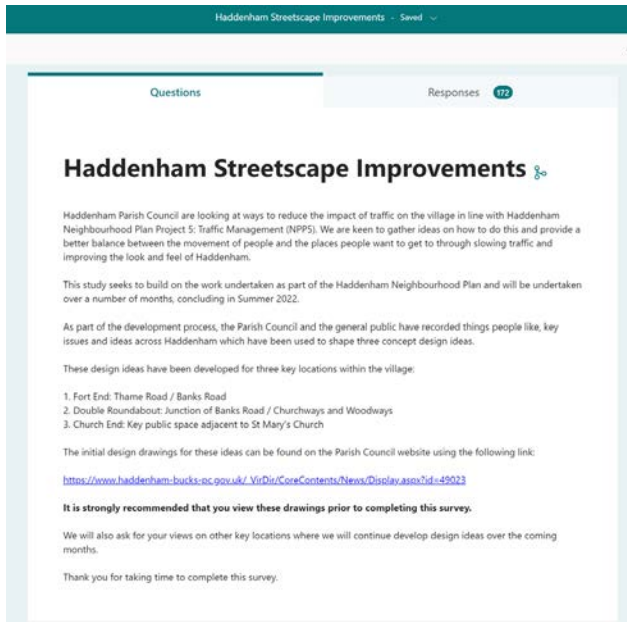 Haddenham Streetscape Improvements - Saved
Questions
Responses 172
Haddenham Streetscape Improvements
Haddenham Parish Council are looking at ways to reduce the impact of traffic on the village in line with Haddenham
Neighbourhood Plan Project 5: Traffic Management (NPP5). We are keen to gather ideas on how to do this and provide a
better balance between the movement of people and the places people want to get to through slowing traffic and
improving the look and feel of Haddenham.
This study seeks to build on the work undertaken as part of the Haddenham Neighbourhood Plan and will be undertaken
over a number of months, concluding in Summer 2022.
As part of the development process, the Parish Council and the general public have recorded things people like, key
issues and ideas across Haddenham which have been used to shape three concept design ideas.
These design ideas have been developed for three key locations within the village:
1. Fort End: Thame Road / Banks Road
2. Double Roundabout: Junction of Banks Road / Churchways and Woodways
3. Church End: Key public space adjacent to St Mary's Church
The initial design drawings for these ideas can be found on the Parish Council website using the following link:
https://www.haddenham-bucks-pc.gov.uk/_VirDir/CoreContents/News/Display.aspx?id=49023
It is strongly recommended that you view these drawings prior to completing this survey.
We will also ask for your views on other key locations where we will continue develop design ideas over the coming
months.
Thank you for taking time to complete this survey.